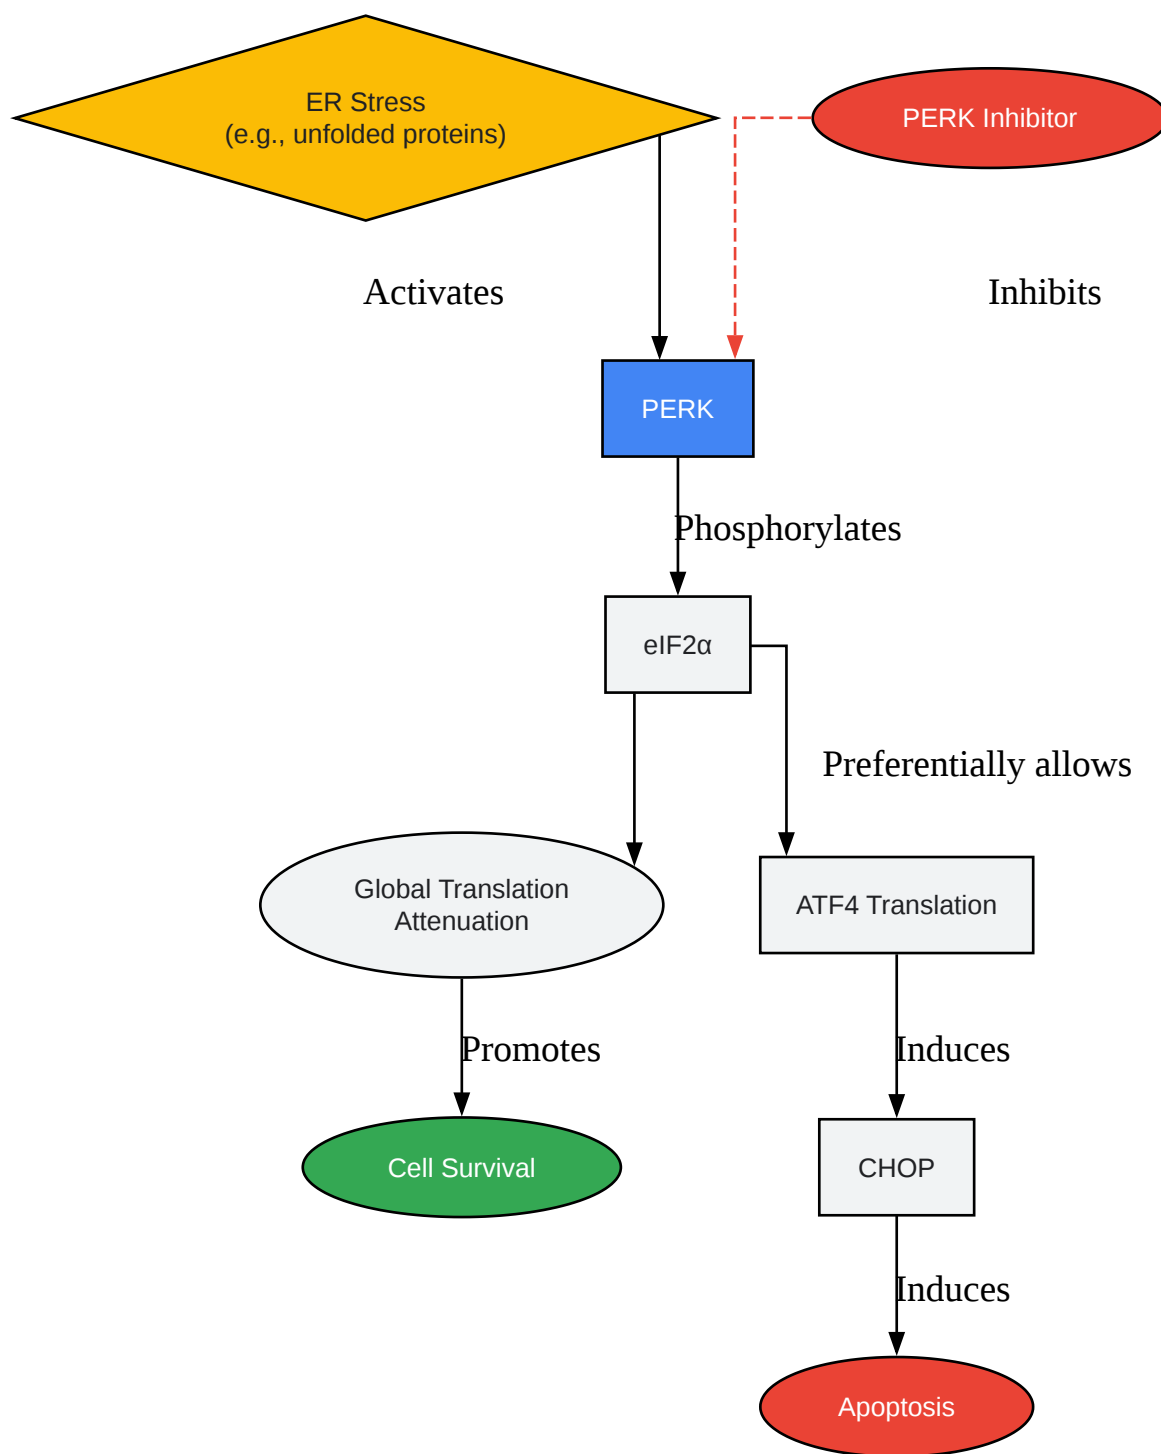 ER Stress
(e.g., unfolded proteins)
PERK Inhibitor
Activates
Inhibits
PERK
Phosphorylates
eIF2α
Preferentially allows
Global Translation
Attenuation
ATF4 Translation
Promotes
Induces
Cell Survival
CHOP
Induces
Apoptosis